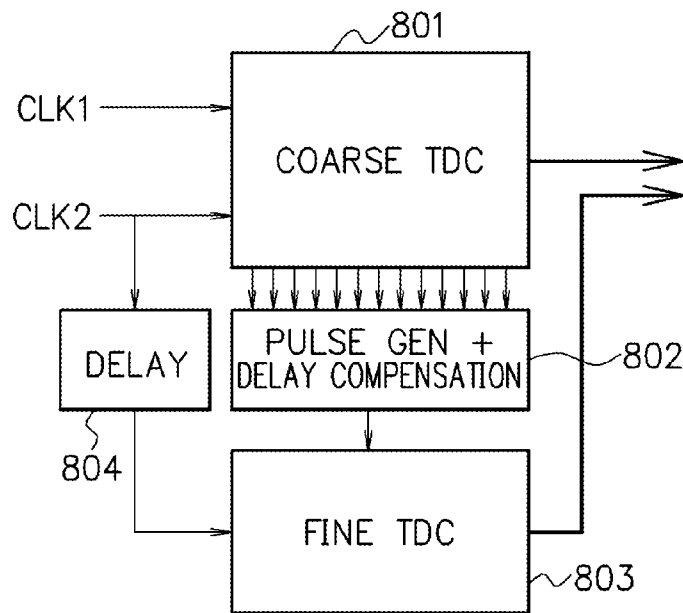 801
CLK1
COARSE TDC
CLK2
PULSE GEN +
DELAY COMPENSATION
802
DELAY
804
FINE TDC
803